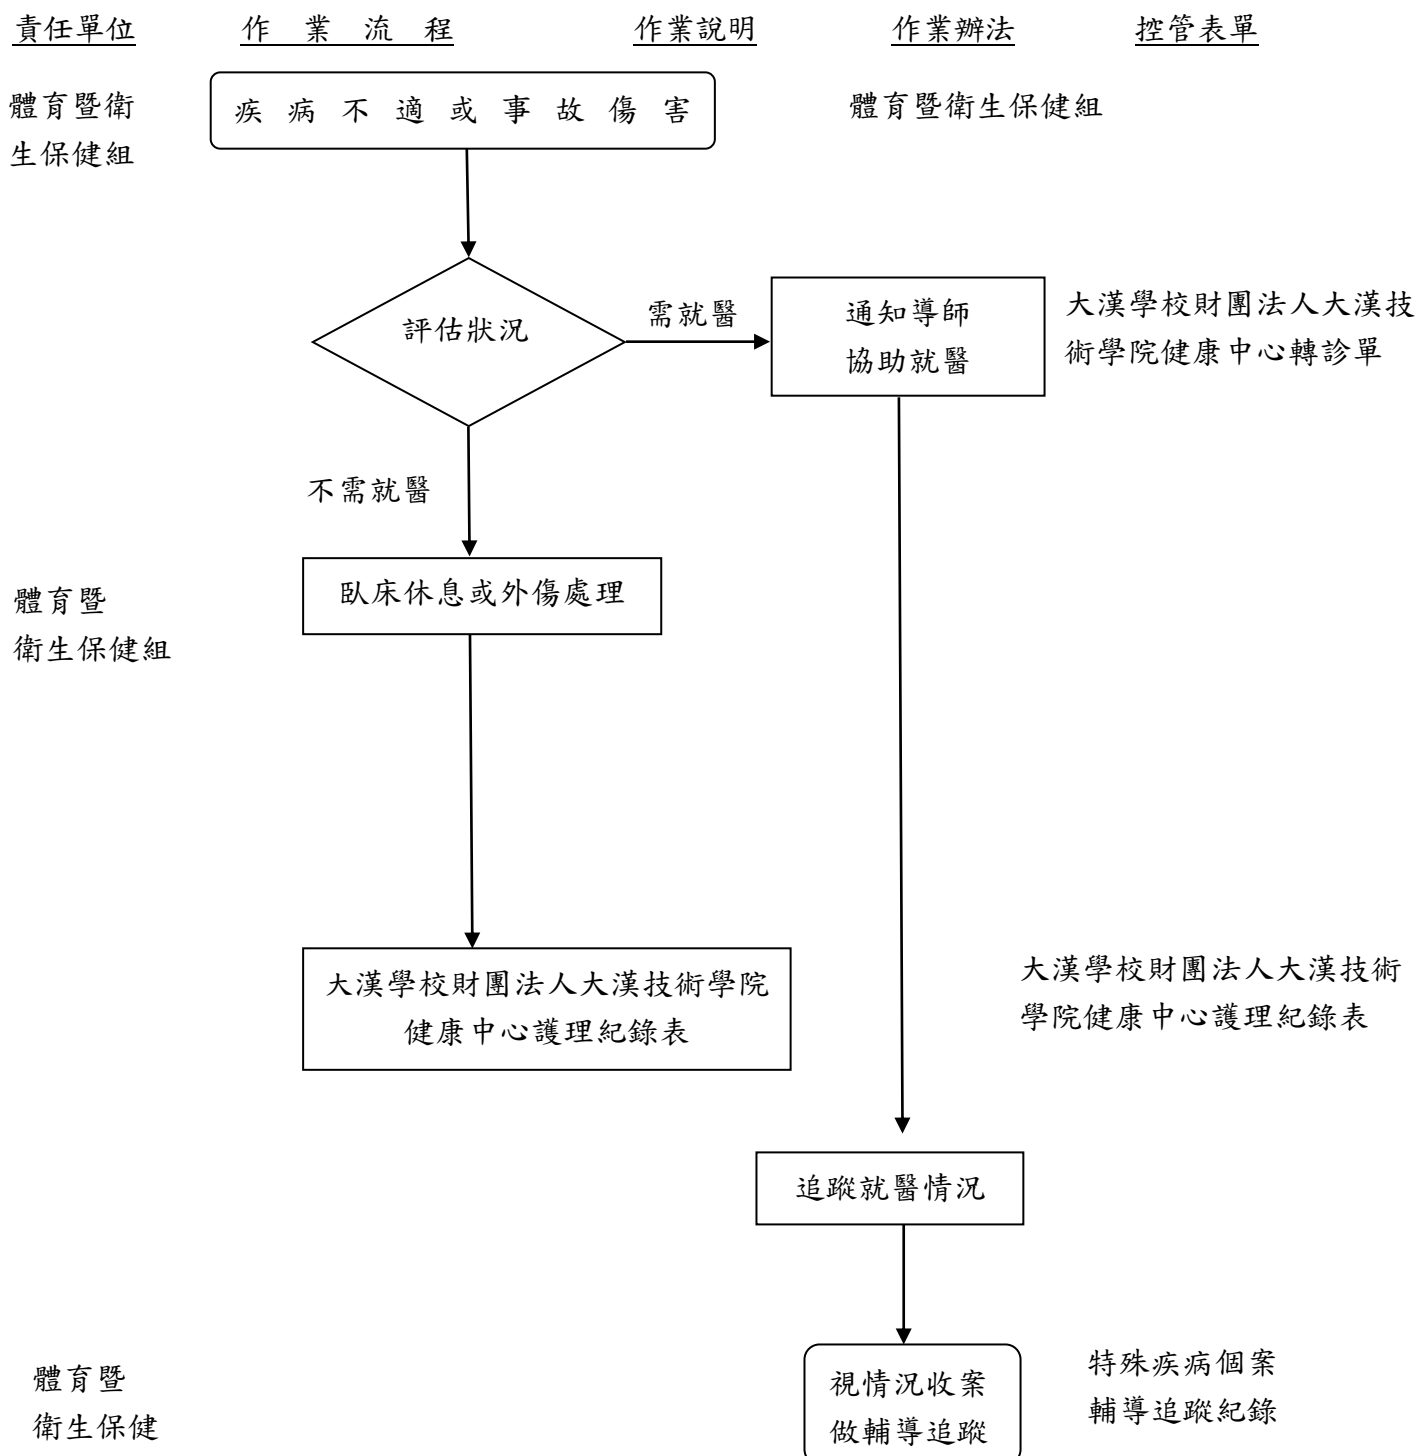 責任單位 作業流程 作業說明 作業辦法 控管表單
體育暨衛
生保健組
疾病不適或事故傷害
體育暨衛生保健組
評估狀況
需就醫
通知導師
協助就醫
大漢學校財團法人大漢技
術學院健康中心轉診單
不需就醫
體育暨
衛生保健組
臥床休息或外傷處理
大漢學校財團法人大漢技術學院
健康中心護理紀錄表
大漢學校財團法人大漢技術
學院健康中心護理紀錄表
追蹤就醫情況
體育暨
衛生保健
視情況收案
做輔導追蹤
特殊疾病個案
輔導追蹤紀錄